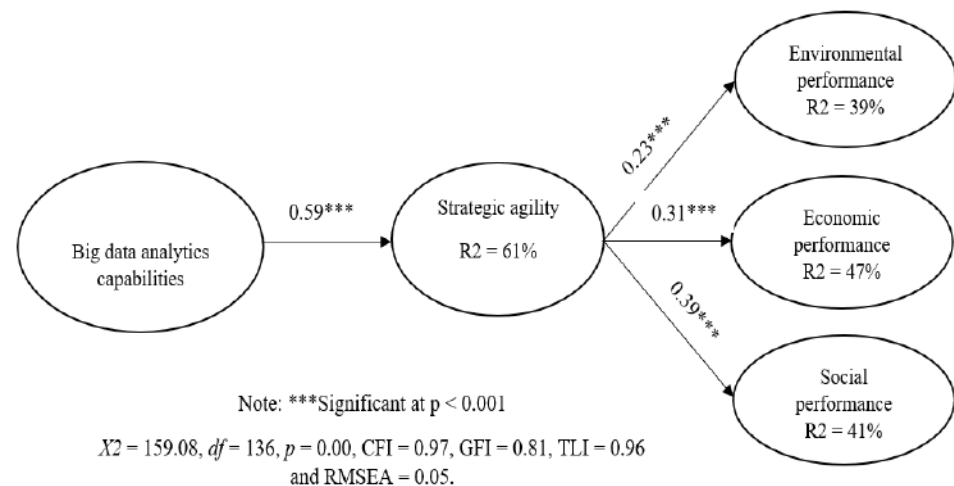 Environmental
performance
R2 = 39%
0.23***
0.59***
Strategic agility
R2 = 61%
0.31***
Economic
performance
R2 = 47%
Big data analytics
capabilities
0.39***
Social
performance
R2 = 41%
Note: ***Significant at p < 0.001
X2 = 159.08, df = 136, p = 0.00, CFI = 0.97, GFI = 0.81, TLI = 0.96
and RMSEA = 0.05.